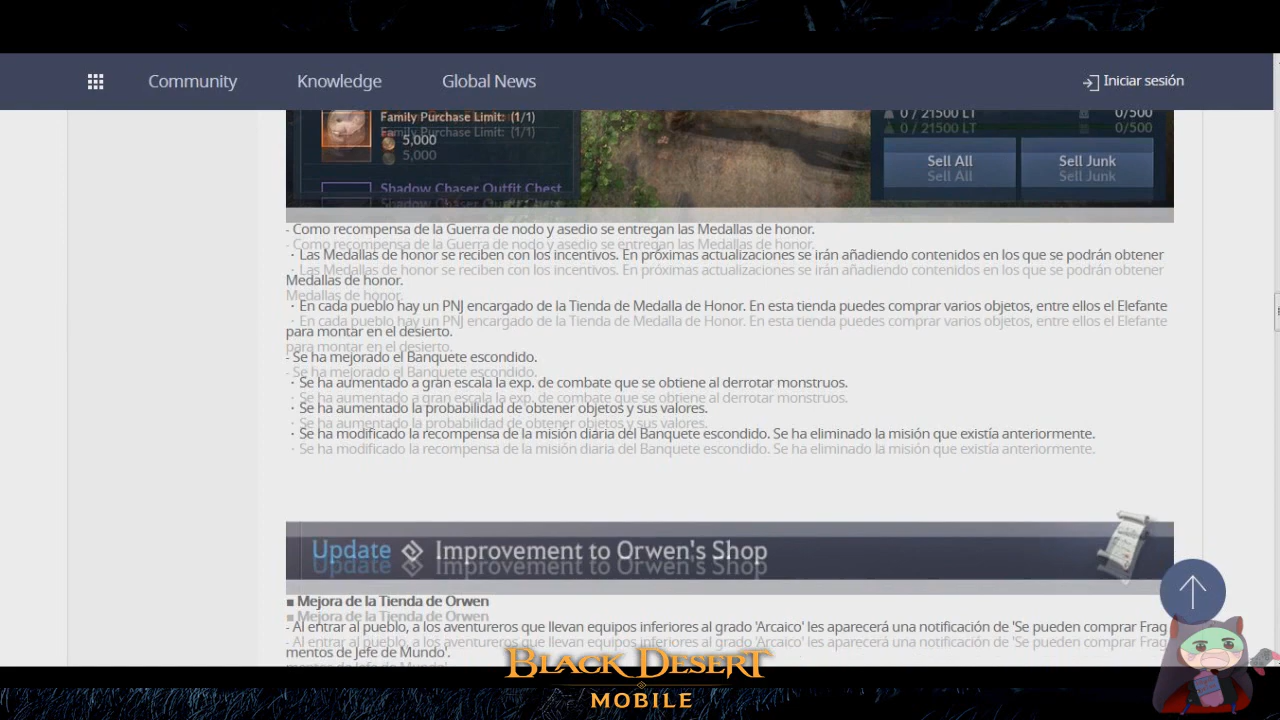 Community Knowledge Global News Iniciar sesión
Family Purchase Limit: (1/1)
5,000
Shadow Chaser Outfit Chest
0 / 21500 LT 0/500
Sell All Sell Junk
- Como recompensa de la Guerra de nodo y asedio se entregan las Medallas de honor.
· Las Medallas de honor se reciben con los incentivos. En próximas actualizaciones se irán añadiendo contenidos en los que se podrán obtener
Medallas de honor.
· En cada pueblo hay un PNJ encargado de la Tienda de Medalla de Honor. En esta tienda puedes comprar varios objetos, entre ellos el Elefante
para montar en el desierto.
- Se ha mejorado el Banquete escondido.
· Se ha aumentado a gran escala la exp. de combate que se obtiene al derrotar monstruos.
· Se ha aumentado la probabilidad de obtener objetos y sus valores.
· Se ha modificado la recompensa de la misión diaria del Banquete escondido. Se ha eliminado la misión que existía anteriormente.
Update Improvement to Orwen's Shop
■ Mejora de la Tienda de Orwen
- Al entrar al pueblo, a los aventureros que llevan equipos inferiores al grado 'Arcaico' les aparecerá una notificación de 'Se pueden comprar Frag
mentos de Jefe de Mundo'.
BLACK DESERT
MOBILE